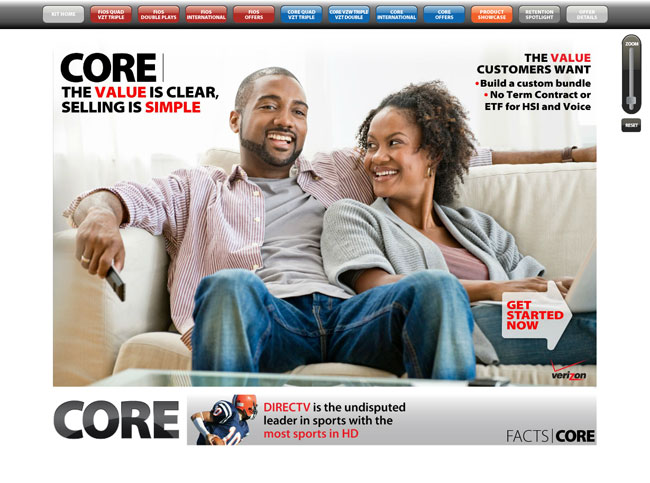 KIT HOME
FIOS QUAD
VZT TRIPLE
FIOS
DOUBLE PLAYS
FIOS
INTERNATIONAL
FIOS
OFFERS
CORE QUAD
VZT TRIPLE
CORE VZW TRIPLE
VZT DOUBLE
CORE
INTERNATIONAL
CORE
OFFERS
PRODUCT
SHOWCASE
RETENTION
SPOTLIGHT
OFFER
DETAILS
ZOOM
RESET
CORE
THE VALUE IS CLEAR,
SELLING IS SIMPLE
THE VALUE
CUSTOMERS WANT
• Build a custom bundle
• No Term Contract or
ETF for HSI and Voice
GET
STARTED
NOW
verizon
CORE
DIRECTV is the undisputed
leader in sports with the
most sports in HD
FACTS|CORE